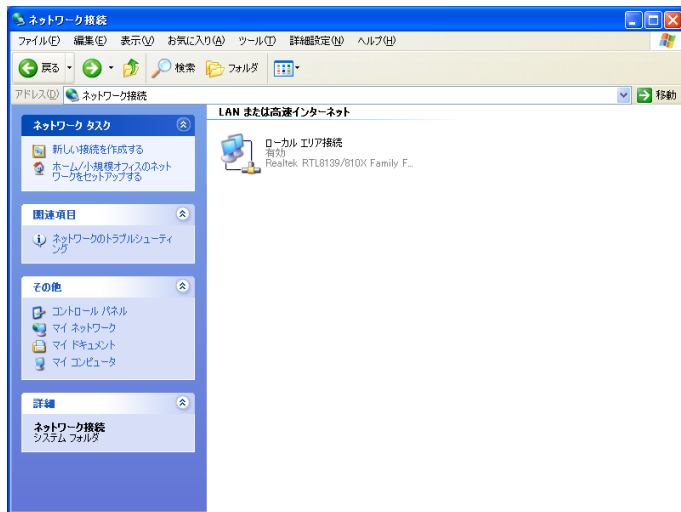 ネットワーク接続
ファイル(F) 編集(E) 表示(V) お気に入り(A) ツール(T) 詳細設定(N) ヘルプ(H)
戻る 検索 フォルダ
アドレス(D) ネットワーク接続 移動
ネットワーク タスク
新しい接続を作成する
ホーム/小規模オフィスのネット
ワークをセットアップする
関連項目
ネットワークのトラブルシューティ
ング
その他
コントロール パネル
マイ ネットワーク
マイ ドキュメント
マイ コンピュータ
詳細
ネットワーク接続
システム フォルダ
LAN または高速インターネット
ローカル エリア接続
有効
Realtek RTL8139/810X Family F...